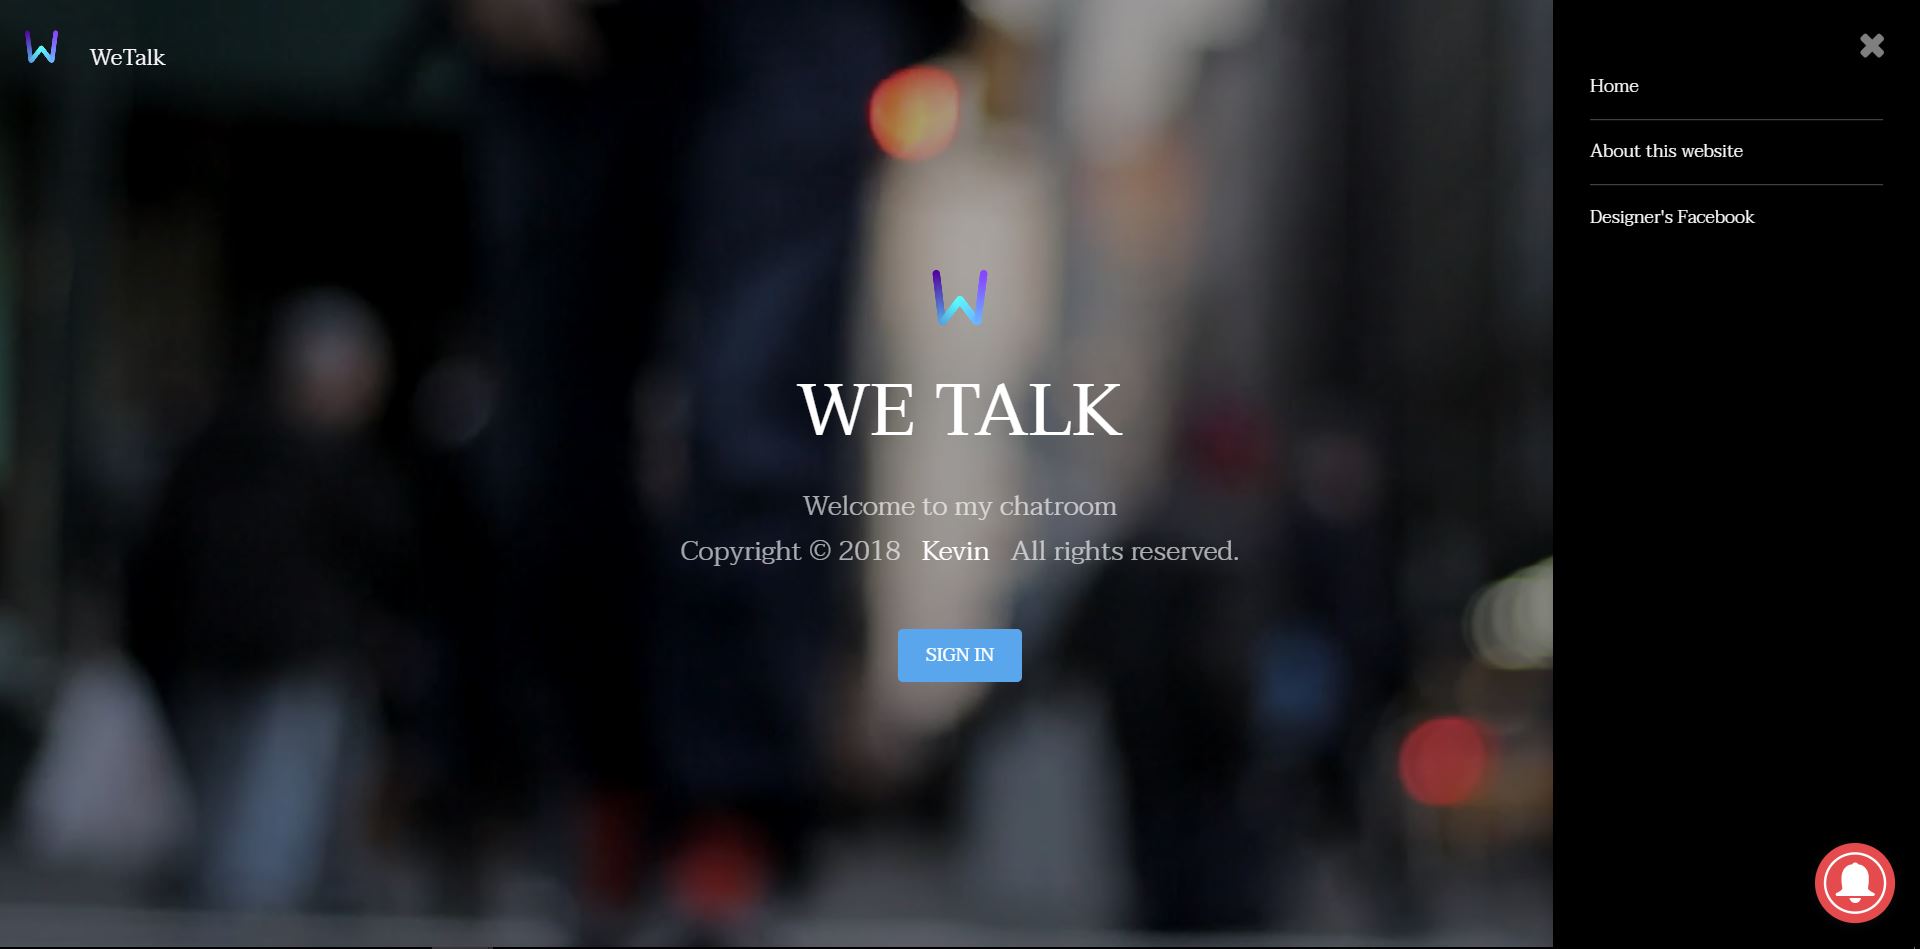 WeTalk
WE TALK
Welcome to my chatroom
Copyright © 2018 Kevin All rights reserved.
SIGN IN
Home
About this website
Designer's Facebook